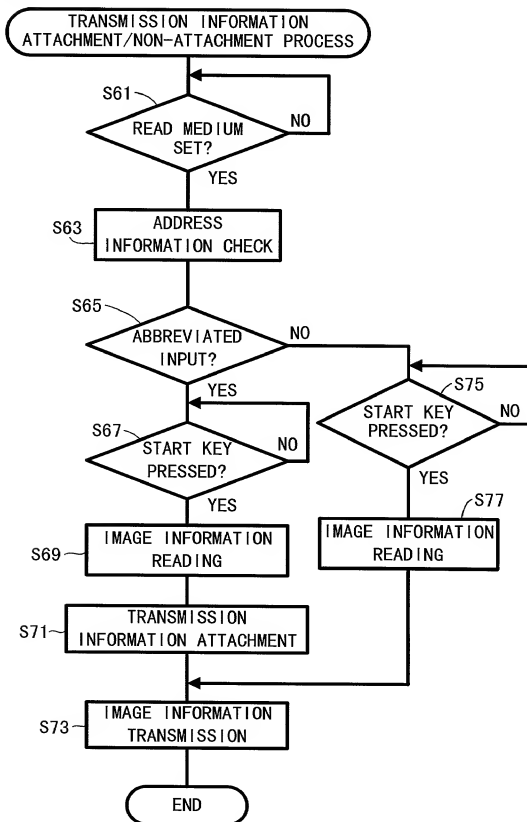 TRANSMISSION INFORMATION
ATTACHMENT/NON-ATTACHMENT PROCESS
S61
READ MEDIUM
SET?
NO
YES
S63
ADDRESS
INFORMATION CHECK
S65
ABBREVIATED
INPUT?
NO
YES
S75
START KEY
PRESSED?
NO
YES
S67
START KEY
PRESSED?
NO
YES
S77
IMAGE INFORMATION
READING
S69
IMAGE INFORMATION
READING
S71
TRANSMISSION
INFORMATION ATTACHMENT
S73
IMAGE INFORMATION
TRANSMISSION
END